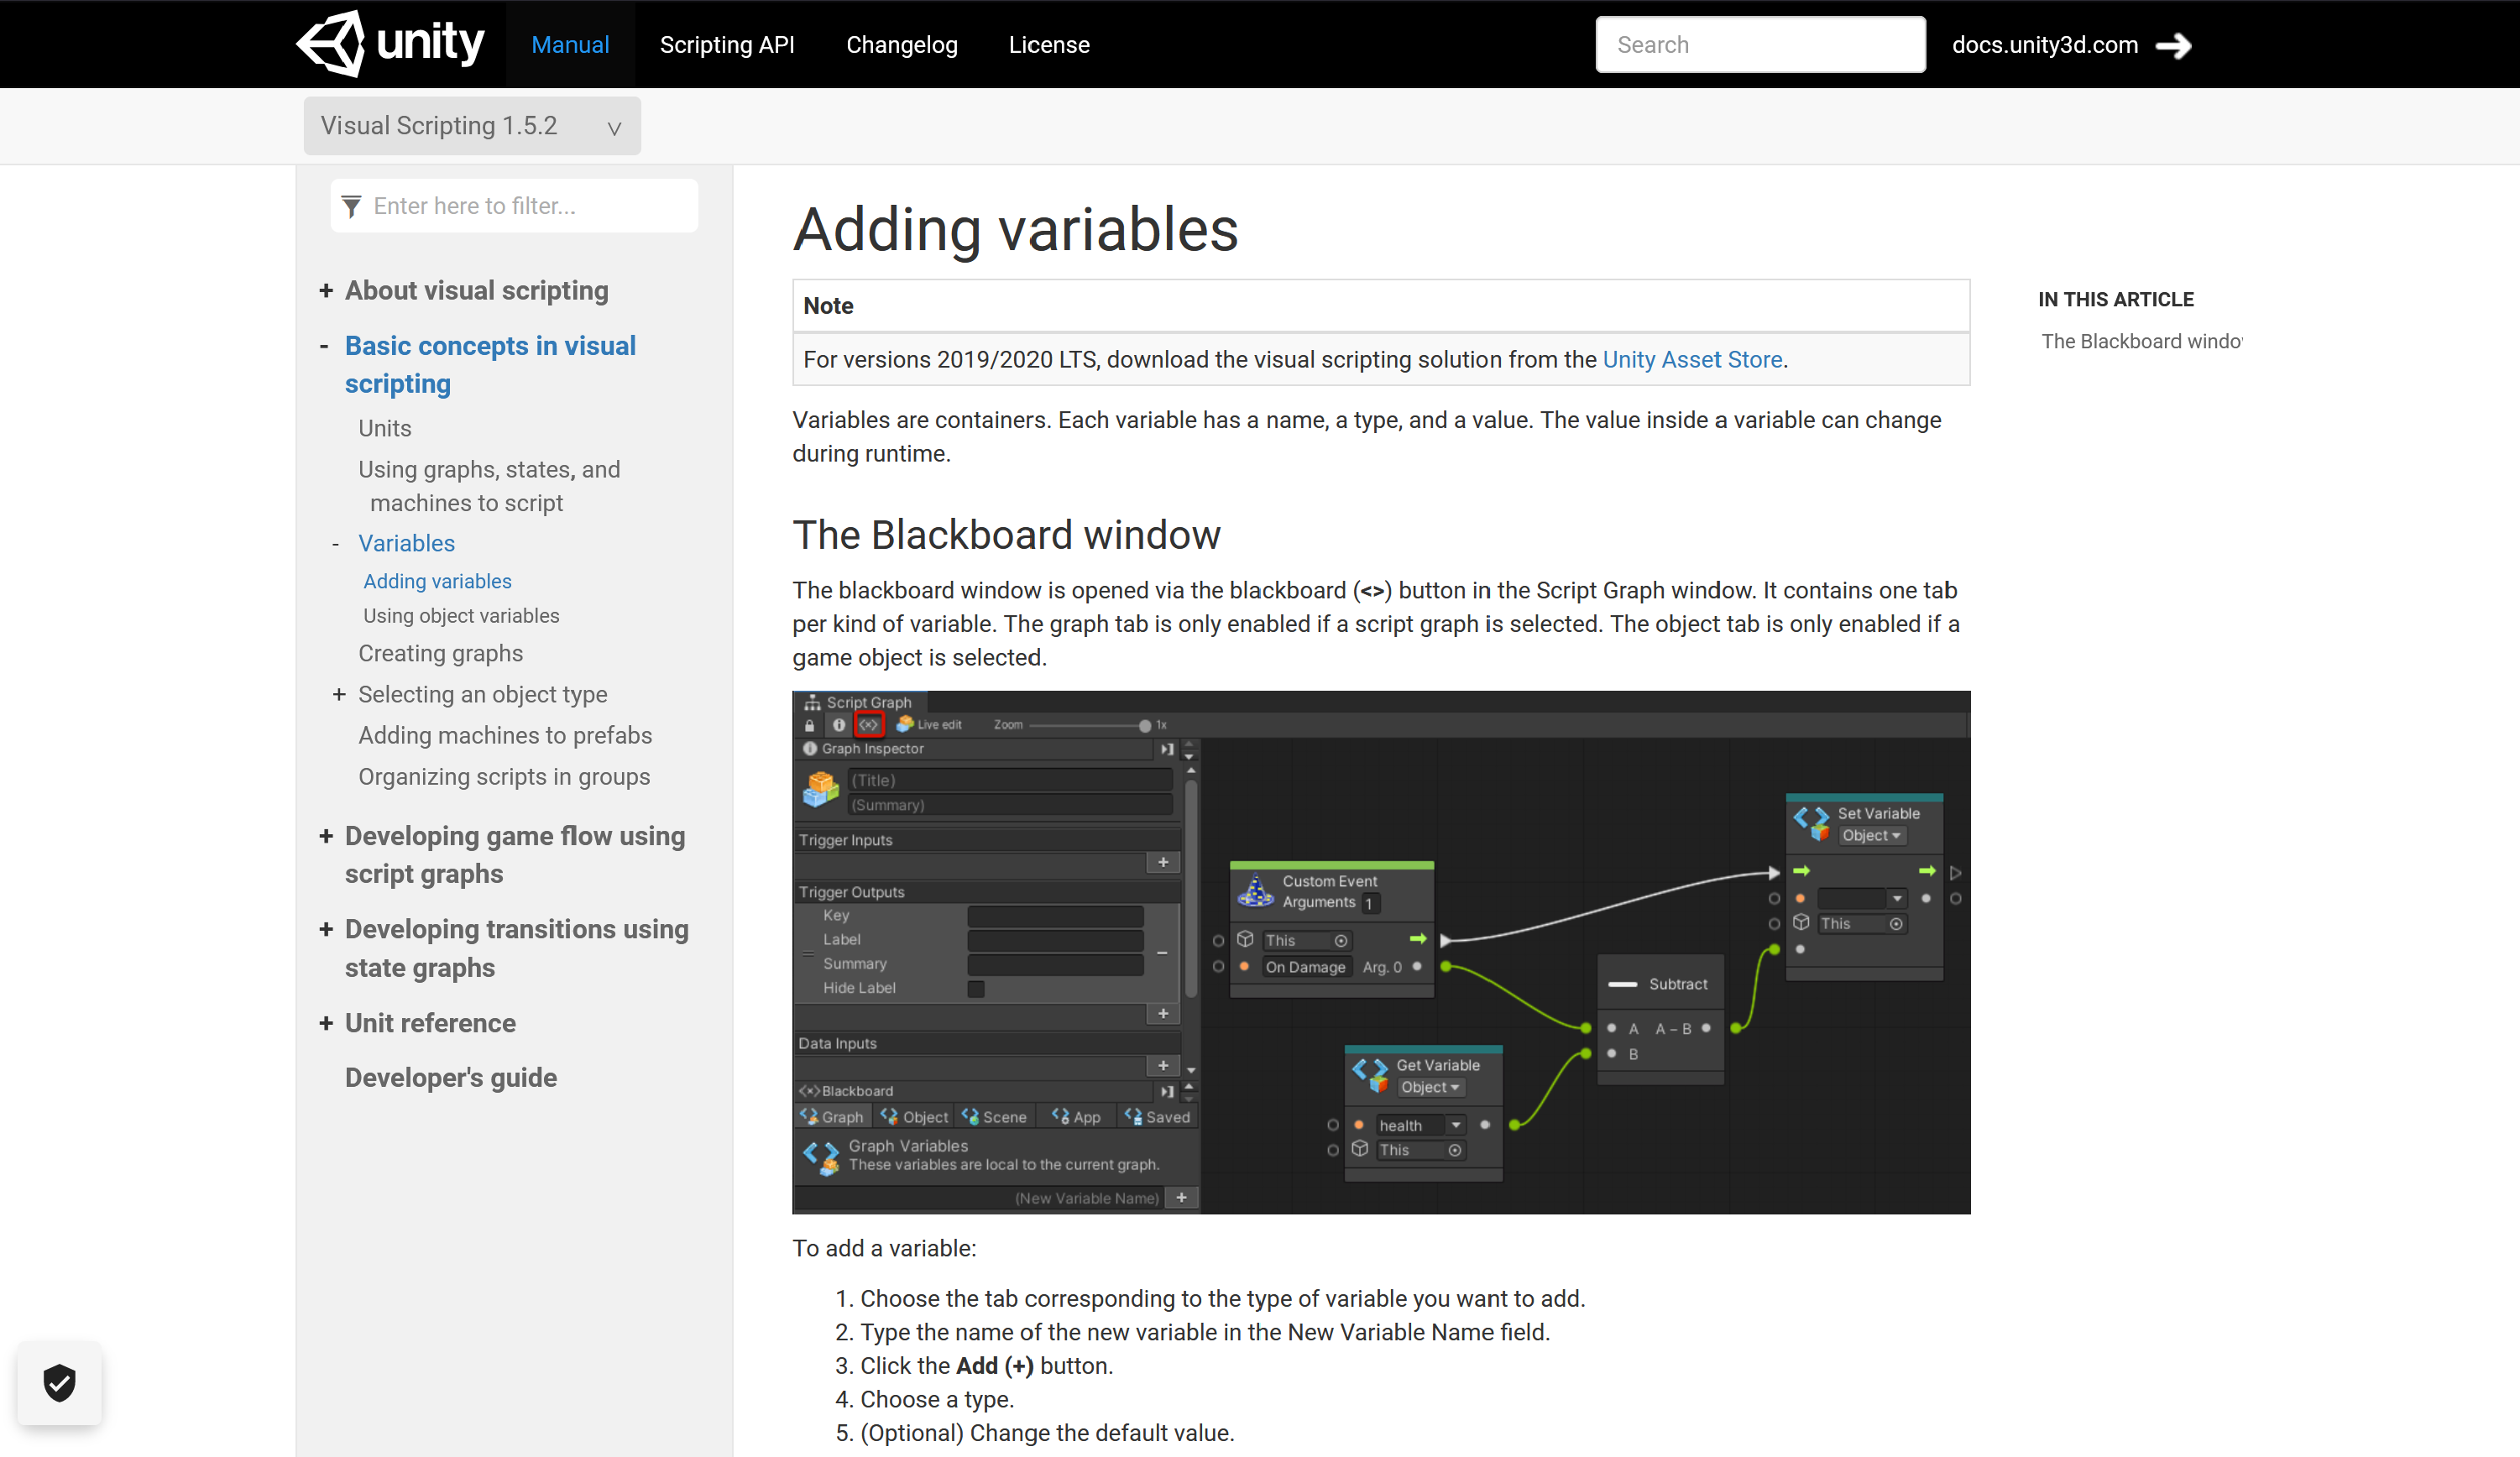 unity
Manual
Scripting API
Changelog
License
Search
docs.unity3d.com
Visual Scripting 1.5.2
Enter here to filter...
+ About visual scripting
- Basic concepts in visual
scripting
Units
Using graphs, states, and
machines to script
- Variables
Adding variables
Using object variables
Creating graphs
+ Selecting an object type
Adding machines to prefabs
Organizing scripts in groups
+ Developing game flow using
script graphs
+ Developing transitions using
state graphs
+ Unit reference
Developer's guide
Adding variables
Note
For versions 2019/2020 LTS, download the visual scripting solution from the Unity Asset Store.
Variables are containers. Each variable has a name, a type, and a value. The value inside a variable can change
during runtime.
The Blackboard window
The blackboard window is opened via the blackboard (<>) button in the Script Graph window. It contains one tab
per kind of variable. The graph tab is only enabled if a script graph is selected. The object tab is only enabled if a
game object is selected.
Script Graph
<x> Live edit Zoom 1x
Graph Inspector
(Title)
(Summary)
Trigger Inputs
+
Trigger Outputs
Key
Label
Summary
Hide Label
+
Data Inputs
+
<x> Blackboard
Graph Object Scene App Saved
Graph Variables
These variables are local to the current graph.
(New Variable Name) +
Custom Event
Arguments 1
This
On Damage Arg. 0
Get Variable
Object
health
This
Subtract
A A – B
B
Set Variable
Object
This
To add a variable:
1. Choose the tab corresponding to the type of variable you want to add.
2. Type the name of the new variable in the New Variable Name field.
3. Click the Add (+) button.
4. Choose a type.
5. (Optional) Change the default value.
IN THIS ARTICLE
The Blackboard windo